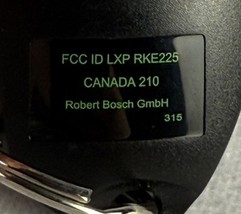 FCC ID LXP RKE225
CANADA 210
Robert Bosch GmbH
315